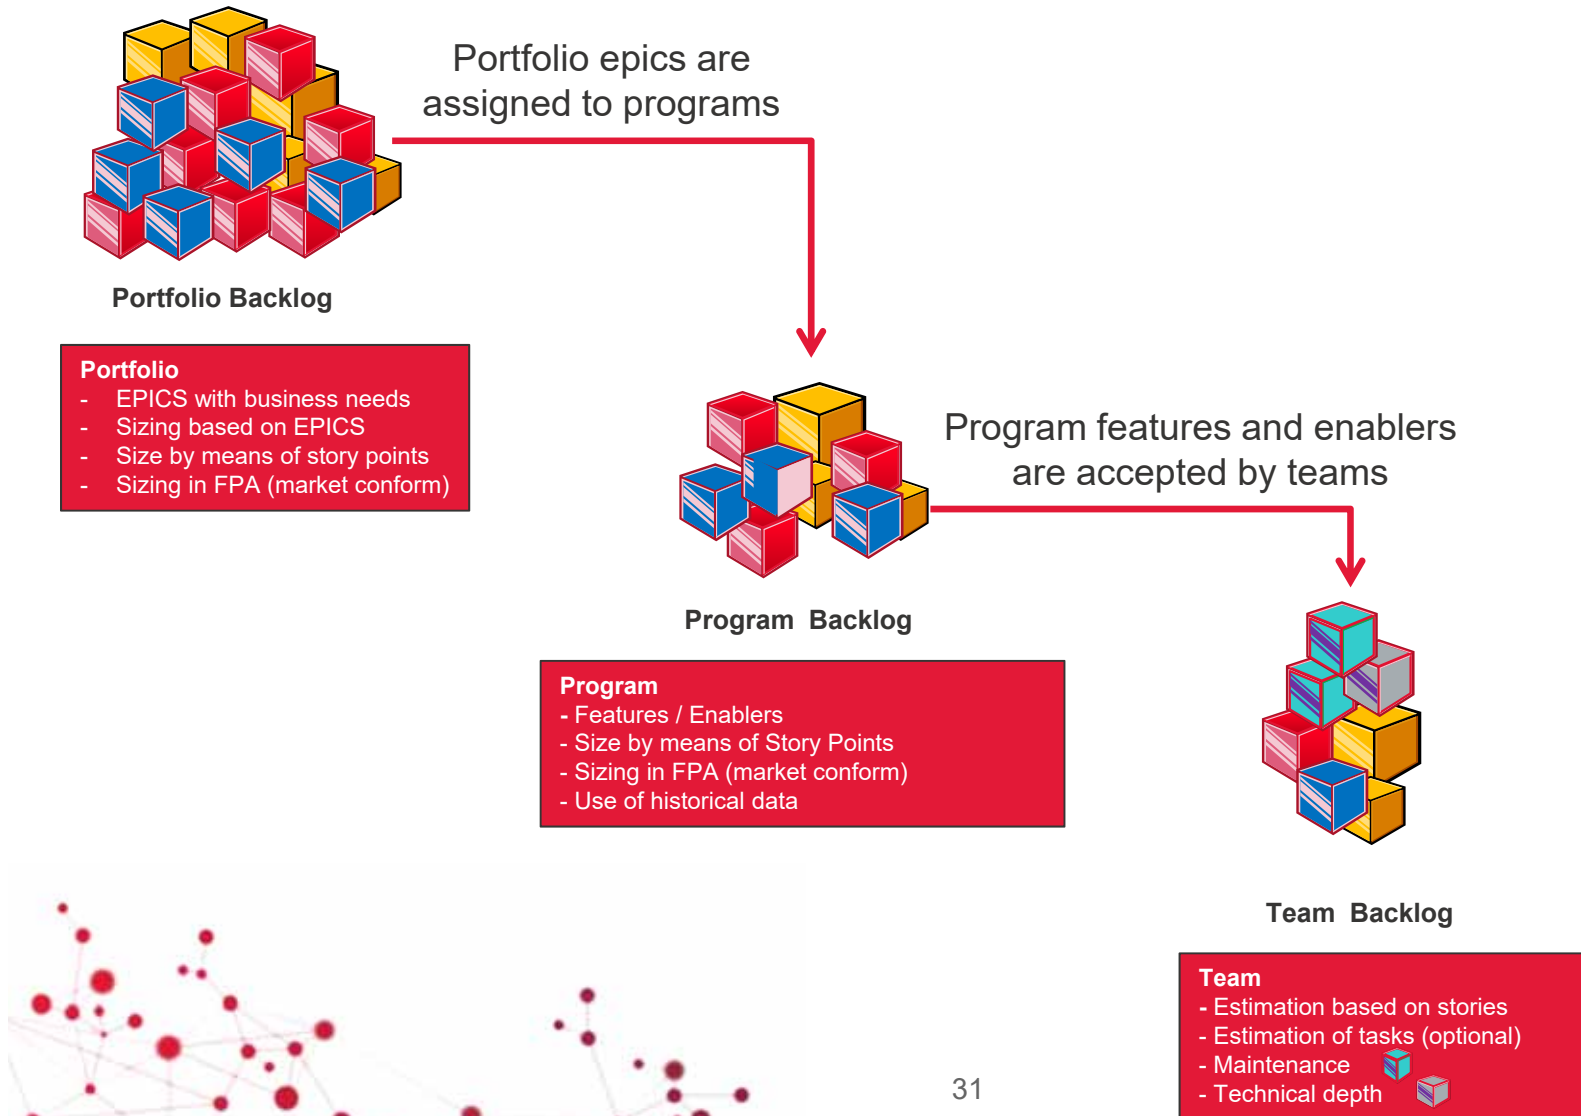 Portfolio epics are
assigned to programs
Portfolio Backlog
Portfolio
- EPICS with business needs
- Sizing based on EPICS
- Size by means of story points
- Sizing in FPA (market conform)
Program features and enablers
are accepted by teams
Program Backlog
Program
- Features / Enablers
- Size by means of Story Points
- Sizing in FPA (market conform)
- Use of historical data
Team Backlog
Team
- Estimation based on stories
- Estimation of tasks (optional)
- Maintenance
- Technical depth
31